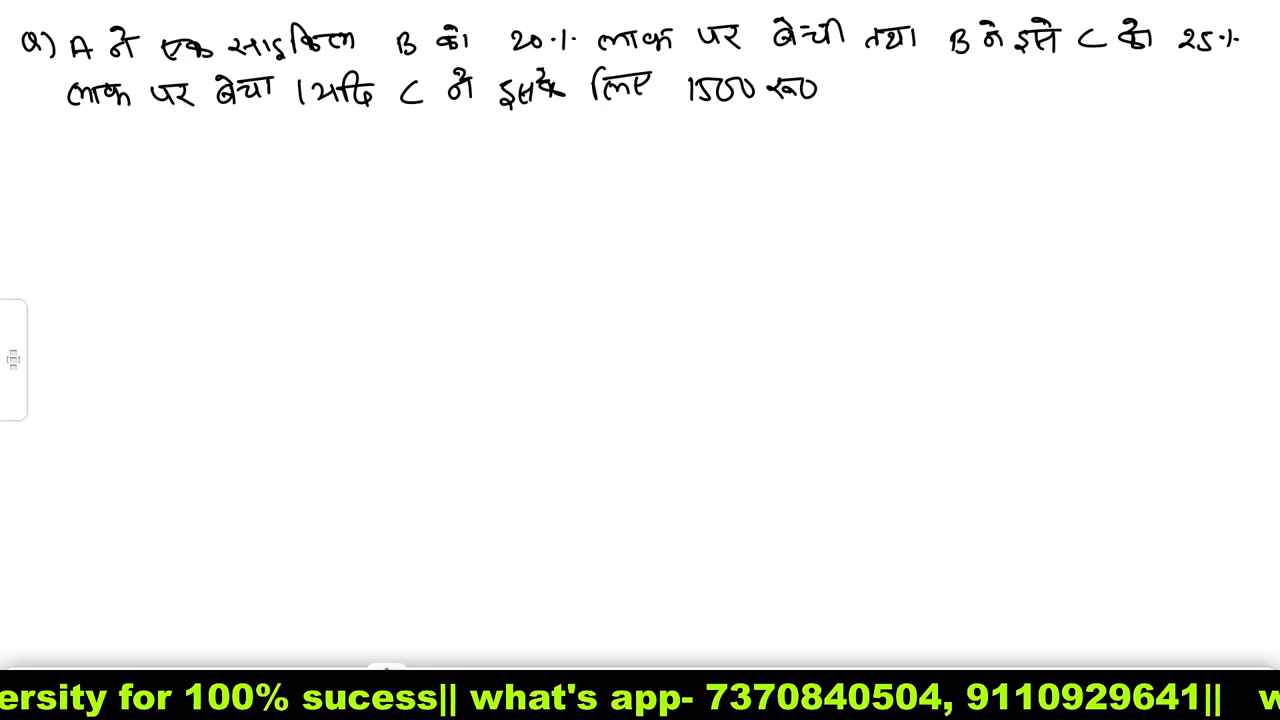 Q) A ने एक साइकिल B को 20% लाभ पर बेची तथा B ने इसे C को 25%
लाभ पर बेचा। यदि C ने इसके लिए 1500 रू0
ersity for 100% sucess|| what's app- 7370840504, 9110929641|| w